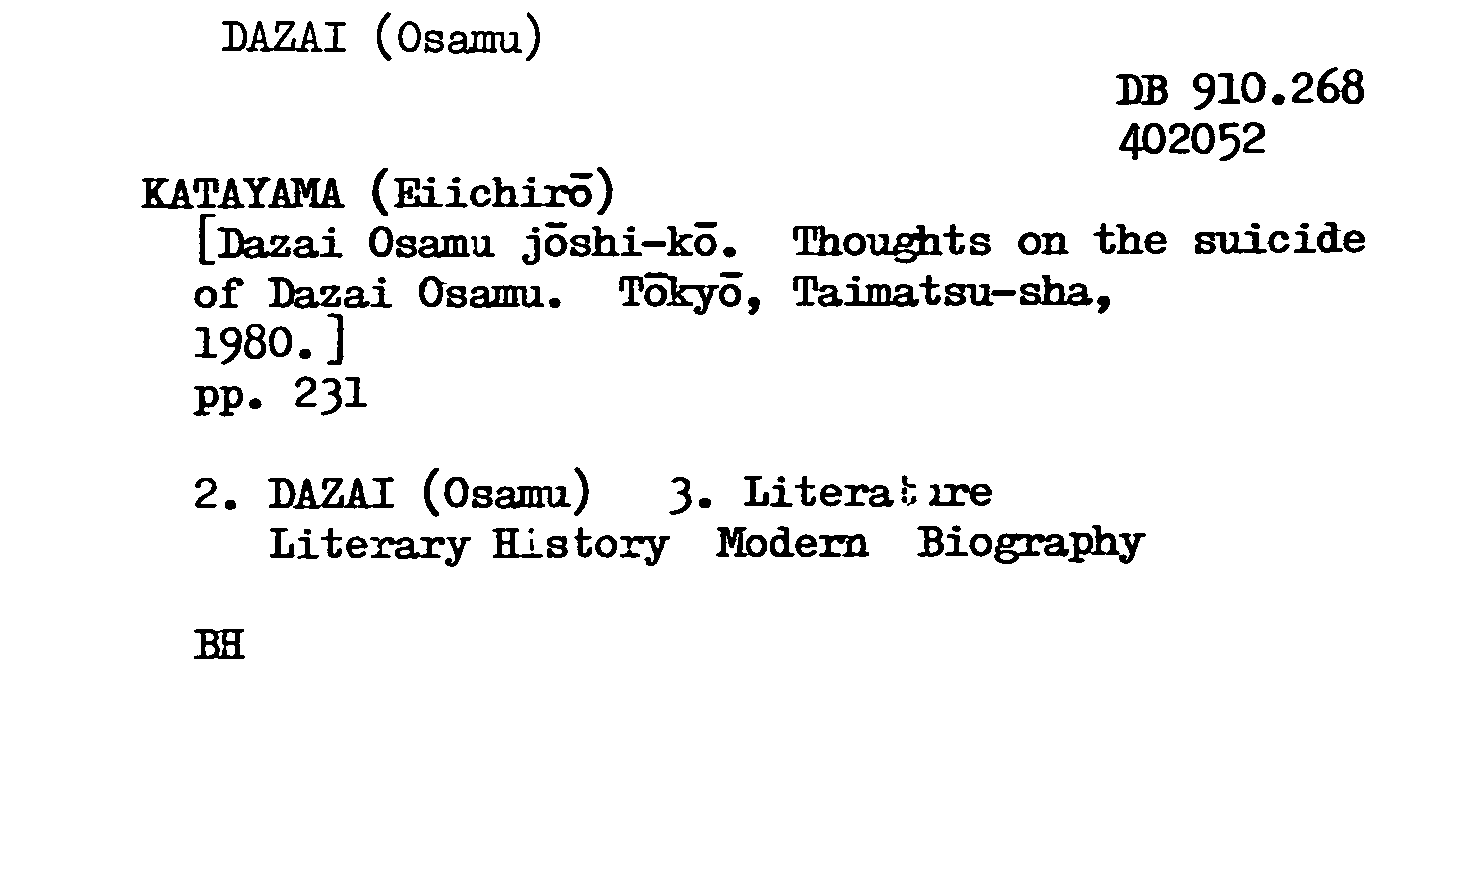 DAZAI (Osamu)
DB 910.268
402052
KATAYAMA (Eiichirō)
[Dazai Osamu jōshi-kō. Thoughts on the suicide
of Dazai Osamu. Tōkyō, Taimatsu-sha,
1980.]
pp. 231
2. DAZAI (Osamu) 3. Literature
Literary History Modern Biography
BH